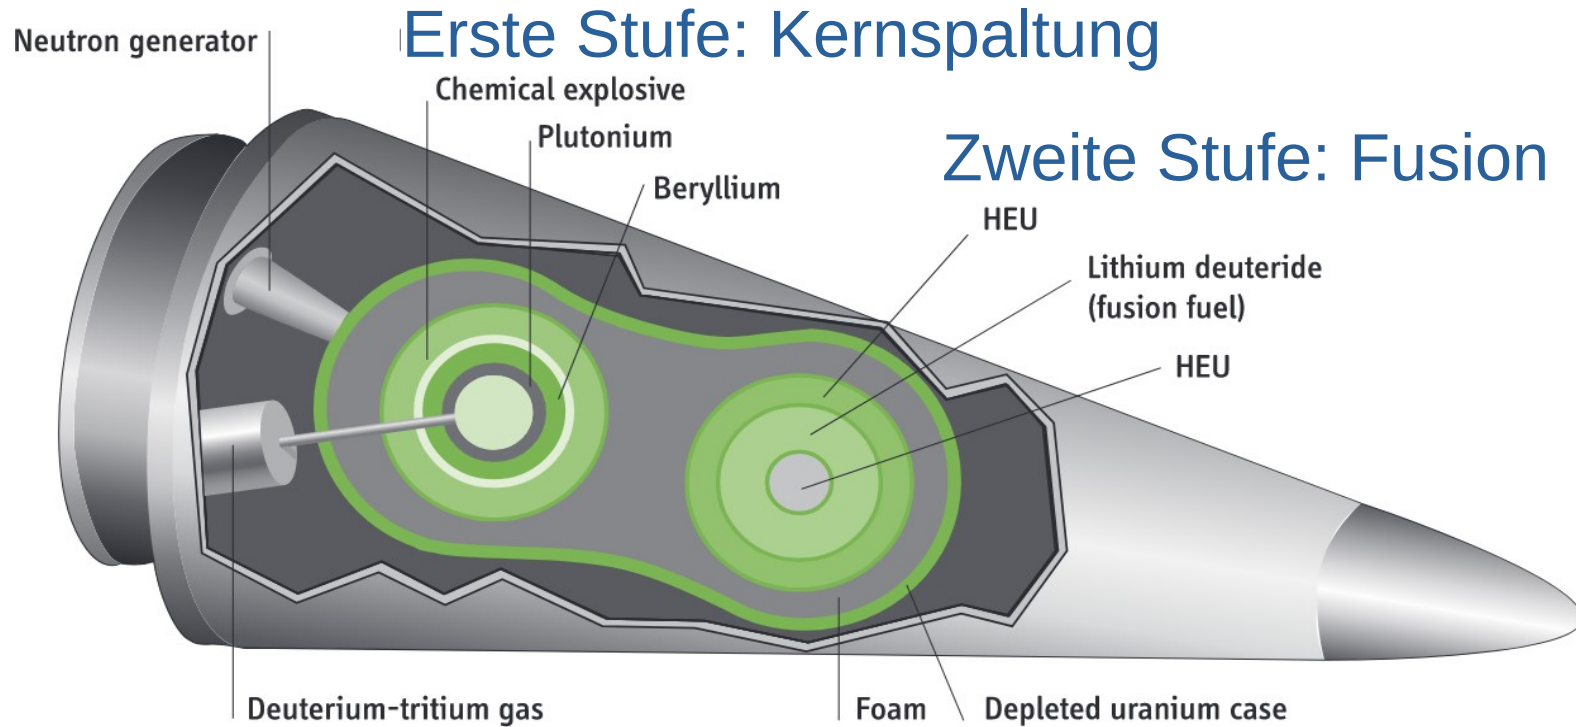 Erste Stufe: Kernspaltung
Neutron generator
Chemical explosive
Plutonium
Zweite Stufe: Fusion
Beryllium
HEU
Lithium deuteride
(fusion fuel)
HEU
Deuterium-tritium gas
Foam
Depleted uranium case